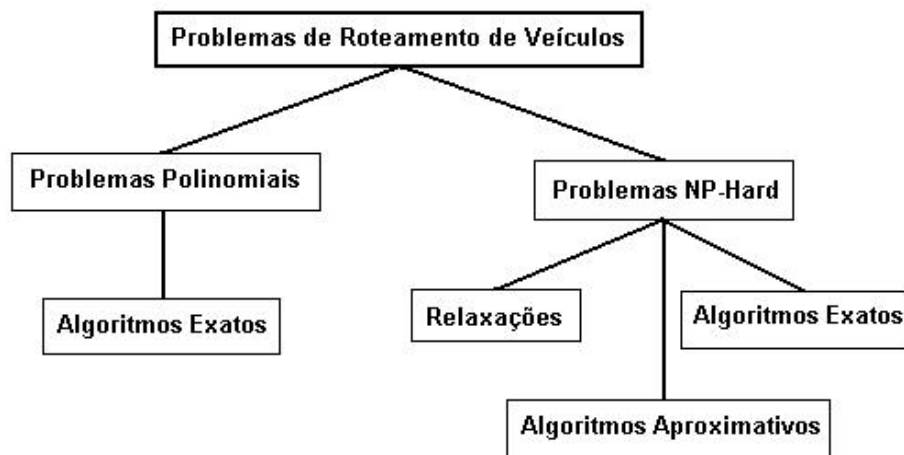 Problemas de Roteamento de Veículos
Problemas Polinomiais
Problemas NP-Hard
Algoritmos Exatos
Relaxações
Algoritmos Exatos
Algoritmos Aproximativos